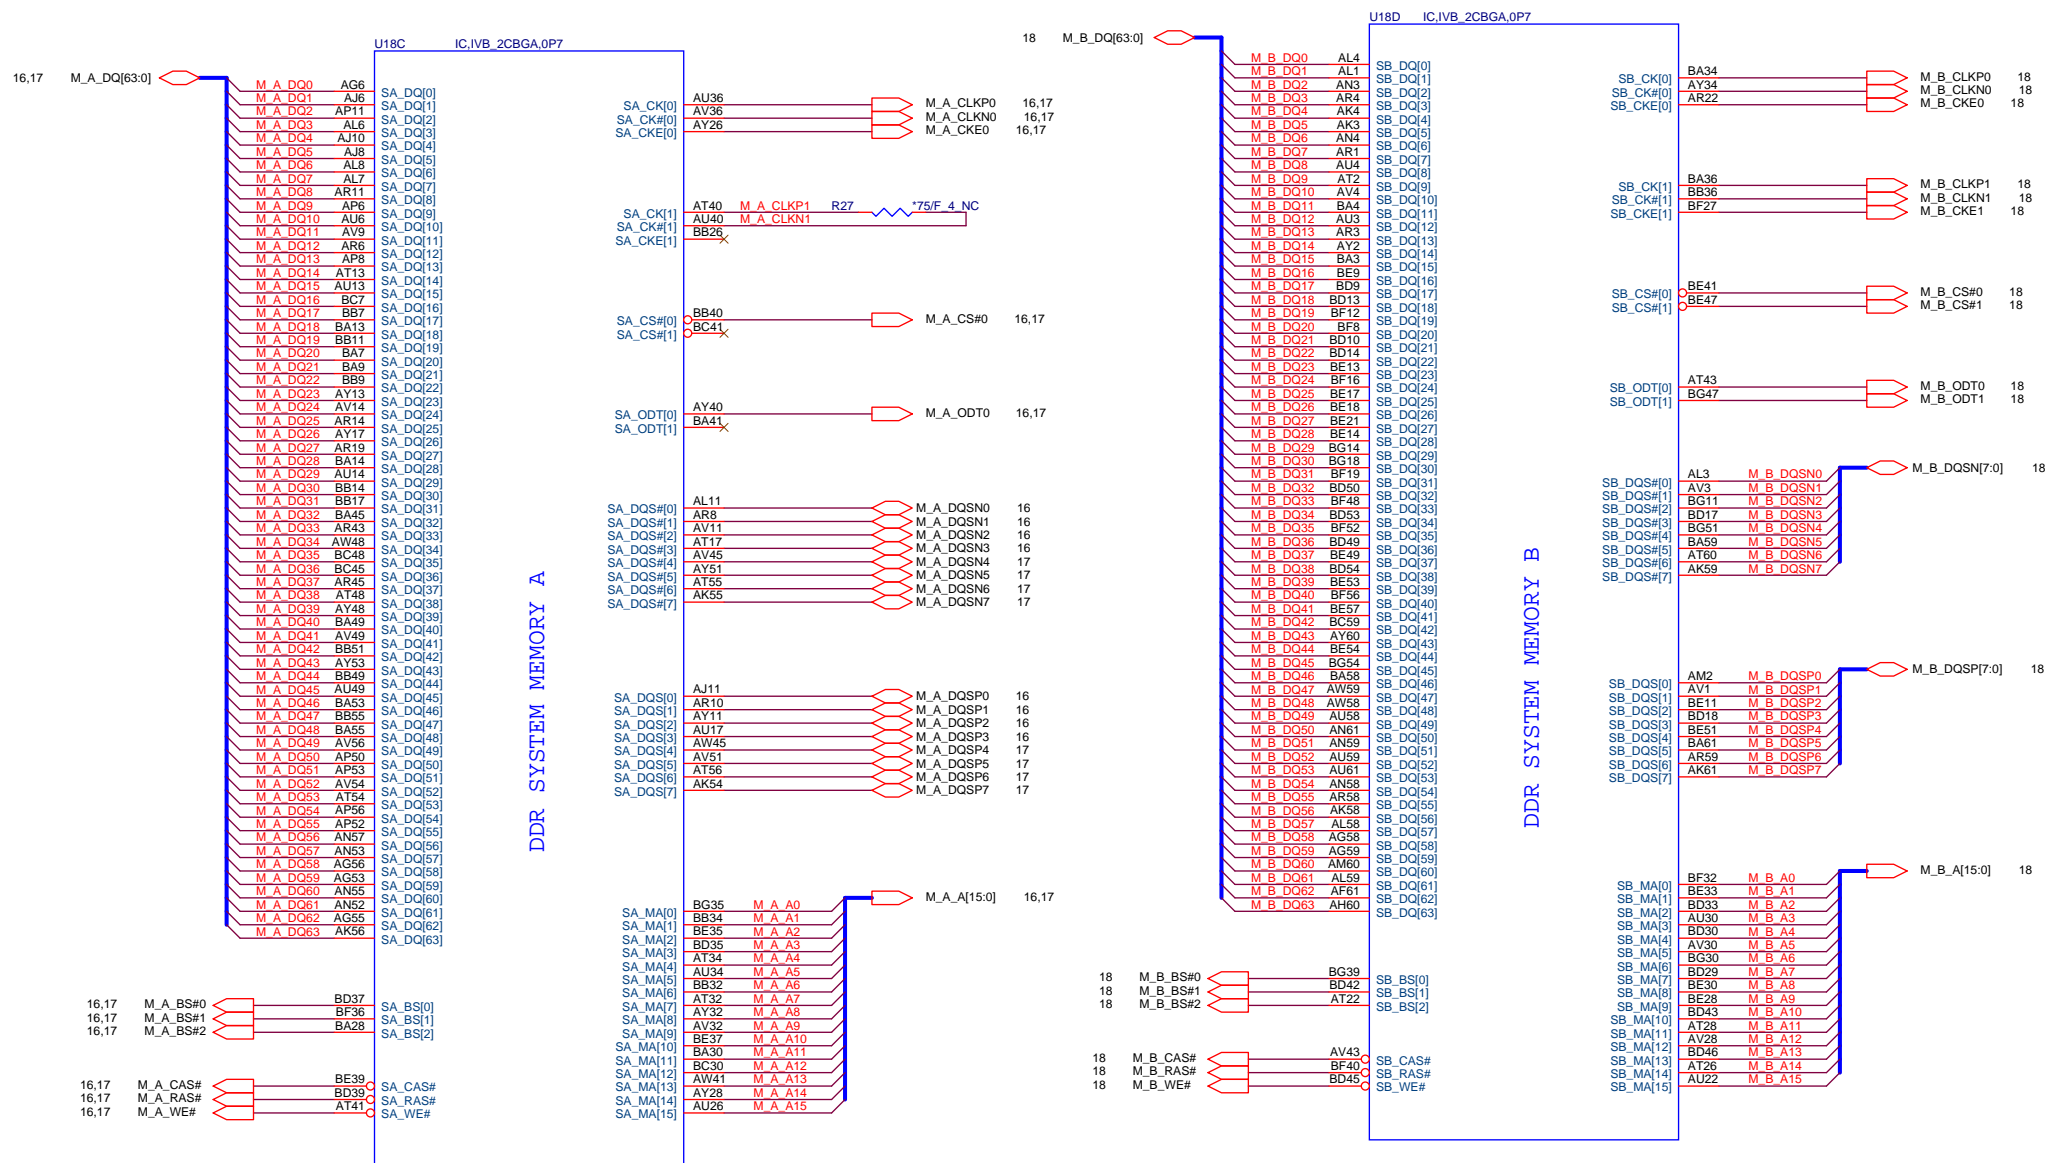 U18C IC,IVB_2CBGA,0P7
16,17 M_A_DQ[63:0]
M_A_DQ0 AG6 SA_DQ[0]
M_A_DQ1 AJ6 SA_DQ[1]
M_A_DQ2 AP11 SA_DQ[2]
M_A_DQ3 AL6 SA_DQ[3]
M_A_DQ4 AJ10 SA_DQ[4]
M_A_DQ5 AJ8 SA_DQ[5]
M_A_DQ6 AL8 SA_DQ[6]
M_A_DQ7 AL7 SA_DQ[7]
M_A_DQ8 AR11 SA_DQ[8]
M_A_DQ9 AP6 SA_DQ[9]
M_A_DQ10 AU6 SA_DQ[10]
M_A_DQ11 AV9 SA_DQ[11]
M_A_DQ12 AR6 SA_DQ[12]
M_A_DQ13 AP8 SA_DQ[13]
M_A_DQ14 AT13 SA_DQ[14]
M_A_DQ15 AU13 SA_DQ[15]
M_A_DQ16 BC7 SA_DQ[16]
M_A_DQ17 BB7 SA_DQ[17]
M_A_DQ18 BA13 SA_DQ[18]
M_A_DQ19 BB11 SA_DQ[19]
M_A_DQ20 BA7 SA_DQ[20]
M_A_DQ21 BA9 SA_DQ[21]
M_A_DQ22 BB9 SA_DQ[22]
M_A_DQ23 AY13 SA_DQ[23]
M_A_DQ24 AV14 SA_DQ[24]
M_A_DQ25 AR14 SA_DQ[25]
M_A_DQ26 AY17 SA_DQ[26]
M_A_DQ27 AR19 SA_DQ[27]
M_A_DQ28 BA14 SA_DQ[28]
M_A_DQ29 AU14 SA_DQ[29]
M_A_DQ30 BB14 SA_DQ[30]
M_A_DQ31 BB17 SA_DQ[31]
M_A_DQ32 BA45 SA_DQ[32]
M_A_DQ33 AR43 SA_DQ[33]
M_A_DQ34 AW48 SA_DQ[34]
M_A_DQ35 BC48 SA_DQ[35]
M_A_DQ36 BC45 SA_DQ[36]
M_A_DQ37 AR45 SA_DQ[37]
M_A_DQ38 AT48 SA_DQ[38]
M_A_DQ39 AY48 SA_DQ[39]
M_A_DQ40 BA49 SA_DQ[40]
M_A_DQ41 AV49 SA_DQ[41]
M_A_DQ42 BB51 SA_DQ[42]
M_A_DQ43 AY53 SA_DQ[43]
M_A_DQ44 BB49 SA_DQ[44]
M_A_DQ45 AU49 SA_DQ[45]
M_A_DQ46 BA53 SA_DQ[46]
M_A_DQ47 BB55 SA_DQ[47]
M_A_DQ48 BA55 SA_DQ[48]
M_A_DQ49 AV56 SA_DQ[49]
M_A_DQ50 AP50 SA_DQ[50]
M_A_DQ51 AP53 SA_DQ[51]
M_A_DQ52 AV54 SA_DQ[52]
M_A_DQ53 AT54 SA_DQ[53]
M_A_DQ54 AP56 SA_DQ[54]
M_A_DQ55 AP52 SA_DQ[55]
M_A_DQ56 AN57 SA_DQ[56]
M_A_DQ57 AN53 SA_DQ[57]
M_A_DQ58 AG56 SA_DQ[58]
M_A_DQ59 AG53 SA_DQ[59]
M_A_DQ60 AN55 SA_DQ[60]
M_A_DQ61 AN52 SA_DQ[61]
M_A_DQ62 AG55 SA_DQ[62]
M_A_DQ63 AK56 SA_DQ[63]
16,17 M_A_BS#0 BD37 SA_BS[0]
16,17 M_A_BS#1 BF36 SA_BS[1]
16,17 M_A_BS#2 BA28 SA_BS[2]
16,17 M_A_CAS# BE39 SA_CAS#
16,17 M_A_RAS# BD39 SA_RAS#
16,17 M_A_WE# AT41 SA_WE#
DDR SYSTEM MEMORY A
SA_CK[0] AU36 M_A_CLKP0 16,17
SA_CK#[0] AV36 M_A_CLKN0 16,17
SA_CKE[0] AY26 M_A_CKE0 16,17
SA_CK[1] AT40 M_A_CLKP1 R27 *75/F_4_NC
SA_CK#[1] AU40 M_A_CLKN1
SA_CKE[1] BB26
SA_CS#[0] BB40 M_A_CS#0 16,17
SA_CS#[1] BC41
SA_ODT[0] AY40 M_A_ODT0 16,17
SA_ODT[1] BA41
SA_DQS#[0] AL11 M_A_DQSN0 16
SA_DQS#[1] AR8 M_A_DQSN1 16
SA_DQS#[2] AV11 M_A_DQSN2 16
SA_DQS#[3] AT17 M_A_DQSN3 16
SA_DQS#[4] AV45 M_A_DQSN4 17
SA_DQS#[5] AY51 M_A_DQSN5 17
SA_DQS#[6] AT55 M_A_DQSN6 17
SA_DQS#[7] AK55 M_A_DQSN7 17
SA_DQS[0] AJ11 M_A_DQSP0 16
SA_DQS[1] AR10 M_A_DQSP1 16
SA_DQS[2] AY11 M_A_DQSP2 16
SA_DQS[3] AU17 M_A_DQSP3 16
SA_DQS[4] AW45 M_A_DQSP4 17
SA_DQS[5] AV51 M_A_DQSP5 17
SA_DQS[6] AT56 M_A_DQSP6 17
SA_DQS[7] AK54 M_A_DQSP7 17
M_A_A[15:0] 16,17
SA_MA[0] BG35 M_A_A0
SA_MA[1] BB34 M_A_A1
SA_MA[2] BE35 M_A_A2
SA_MA[3] BD35 M_A_A3
SA_MA[4] AT34 M_A_A4
SA_MA[5] AU34 M_A_A5
SA_MA[6] BB32 M_A_A6
SA_MA[7] AT32 M_A_A7
SA_MA[8] AY32 M_A_A8
SA_MA[9] AV32 M_A_A9
SA_MA[10] BE37 M_A_A10
SA_MA[11] BA30 M_A_A11
SA_MA[12] BC30 M_A_A12
SA_MA[13] AW41 M_A_A13
SA_MA[14] AY28 M_A_A14
SA_MA[15] AU26 M_A_A15
U18D IC,IVB_2CBGA,0P7
18 M_B_DQ[63:0]
M_B_DQ0 AL4 SB_DQ[0]
M_B_DQ1 AL1 SB_DQ[1]
M_B_DQ2 AN3 SB_DQ[2]
M_B_DQ3 AR4 SB_DQ[3]
M_B_DQ4 AK4 SB_DQ[4]
M_B_DQ5 AK3 SB_DQ[5]
M_B_DQ6 AN4 SB_DQ[6]
M_B_DQ7 AR1 SB_DQ[7]
M_B_DQ8 AU4 SB_DQ[8]
M_B_DQ9 AT2 SB_DQ[9]
M_B_DQ10 AV4 SB_DQ[10]
M_B_DQ11 BA4 SB_DQ[11]
M_B_DQ12 AU3 SB_DQ[12]
M_B_DQ13 AR3 SB_DQ[13]
M_B_DQ14 AY2 SB_DQ[14]
M_B_DQ15 BA3 SB_DQ[15]
M_B_DQ16 BE9 SB_DQ[16]
M_B_DQ17 BD9 SB_DQ[17]
M_B_DQ18 BD13 SB_DQ[18]
M_B_DQ19 BF12 SB_DQ[19]
M_B_DQ20 BF8 SB_DQ[20]
M_B_DQ21 BD10 SB_DQ[21]
M_B_DQ22 BD14 SB_DQ[22]
M_B_DQ23 BE13 SB_DQ[23]
M_B_DQ24 BF16 SB_DQ[24]
M_B_DQ25 BE17 SB_DQ[25]
M_B_DQ26 BE18 SB_DQ[26]
M_B_DQ27 BE21 SB_DQ[27]
M_B_DQ28 BE14 SB_DQ[28]
M_B_DQ29 BG14 SB_DQ[29]
M_B_DQ30 BG18 SB_DQ[30]
M_B_DQ31 BF19 SB_DQ[31]
M_B_DQ32 BD50 SB_DQ[32]
M_B_DQ33 BF48 SB_DQ[33]
M_B_DQ34 BD53 SB_DQ[34]
M_B_DQ35 BF52 SB_DQ[35]
M_B_DQ36 BD49 SB_DQ[36]
M_B_DQ37 BE49 SB_DQ[37]
M_B_DQ38 BD54 SB_DQ[38]
M_B_DQ39 BE53 SB_DQ[39]
M_B_DQ40 BF56 SB_DQ[40]
M_B_DQ41 BE57 SB_DQ[41]
M_B_DQ42 BC59 SB_DQ[42]
M_B_DQ43 AY60 SB_DQ[43]
M_B_DQ44 BE54 SB_DQ[44]
M_B_DQ45 BG54 SB_DQ[45]
M_B_DQ46 BA58 SB_DQ[46]
M_B_DQ47 AW59 SB_DQ[47]
M_B_DQ48 AW58 SB_DQ[48]
M_B_DQ49 AU58 SB_DQ[49]
M_B_DQ50 AN61 SB_DQ[50]
M_B_DQ51 AN59 SB_DQ[51]
M_B_DQ52 AU59 SB_DQ[52]
M_B_DQ53 AU61 SB_DQ[53]
M_B_DQ54 AN58 SB_DQ[54]
M_B_DQ55 AR58 SB_DQ[55]
M_B_DQ56 AK58 SB_DQ[56]
M_B_DQ57 AL58 SB_DQ[57]
M_B_DQ58 AG58 SB_DQ[58]
M_B_DQ59 AG59 SB_DQ[59]
M_B_DQ60 AM60 SB_DQ[60]
M_B_DQ61 AL59 SB_DQ[61]
M_B_DQ62 AF61 SB_DQ[62]
M_B_DQ63 AH60 SB_DQ[63]
18 M_B_BS#0 BG39 SB_BS[0]
18 M_B_BS#1 BD42 SB_BS[1]
18 M_B_BS#2 AT22 SB_BS[2]
18 M_B_CAS# AV43 SB_CAS#
18 M_B_RAS# BF40 SB_RAS#
18 M_B_WE# BD45 SB_WE#
DDR SYSTEM MEMORY B
SB_CK[0] BA34 M_B_CLKP0 18
SB_CK#[0] AY34 M_B_CLKN0 18
SB_CKE[0] AR22 M_B_CKE0 18
SB_CK[1] BA36 M_B_CLKP1 18
SB_CK#[1] BB36 M_B_CLKN1 18
SB_CKE[1] BF27 M_B_CKE1 18
SB_CS#[0] BE41 M_B_CS#0 18
SB_CS#[1] BE47 M_B_CS#1 18
SB_ODT[0] AT43 M_B_ODT0 18
SB_ODT[1] BG47 M_B_ODT1 18
M_B_DQSN[7:0] 18
SB_DQS#[0] AL3 M_B_DQSN0
SB_DQS#[1] AV3 M_B_DQSN1
SB_DQS#[2] BG11 M_B_DQSN2
SB_DQS#[3] BD17 M_B_DQSN3
SB_DQS#[4] BG51 M_B_DQSN4
SB_DQS#[5] BA59 M_B_DQSN5
SB_DQS#[6] AT60 M_B_DQSN6
SB_DQS#[7] AK59 M_B_DQSN7
M_B_DQSP[7:0] 18
SB_DQS[0] AM2 M_B_DQSP0
SB_DQS[1] AV1 M_B_DQSP1
SB_DQS[2] BE11 M_B_DQSP2
SB_DQS[3] BD18 M_B_DQSP3
SB_DQS[4] BE51 M_B_DQSP4
SB_DQS[5] BA61 M_B_DQSP5
SB_DQS[6] AR59 M_B_DQSP6
SB_DQS[7] AK61 M_B_DQSP7
M_B_A[15:0] 18
SB_MA[0] BF32 M_B_A0
SB_MA[1] BE33 M_B_A1
SB_MA[2] BD33 M_B_A2
SB_MA[3] AU30 M_B_A3
SB_MA[4] BD30 M_B_A4
SB_MA[5] AV30 M_B_A5
SB_MA[6] BG30 M_B_A6
SB_MA[7] BD29 M_B_A7
SB_MA[8] BE30 M_B_A8
SB_MA[9] BE28 M_B_A9
SB_MA[10] BD43 M_B_A10
SB_MA[11] AT28 M_B_A11
SB_MA[12] AV28 M_B_A12
SB_MA[13] BD46 M_B_A13
SB_MA[14] AT26 M_B_A14
SB_MA[15] AU22 M_B_A15